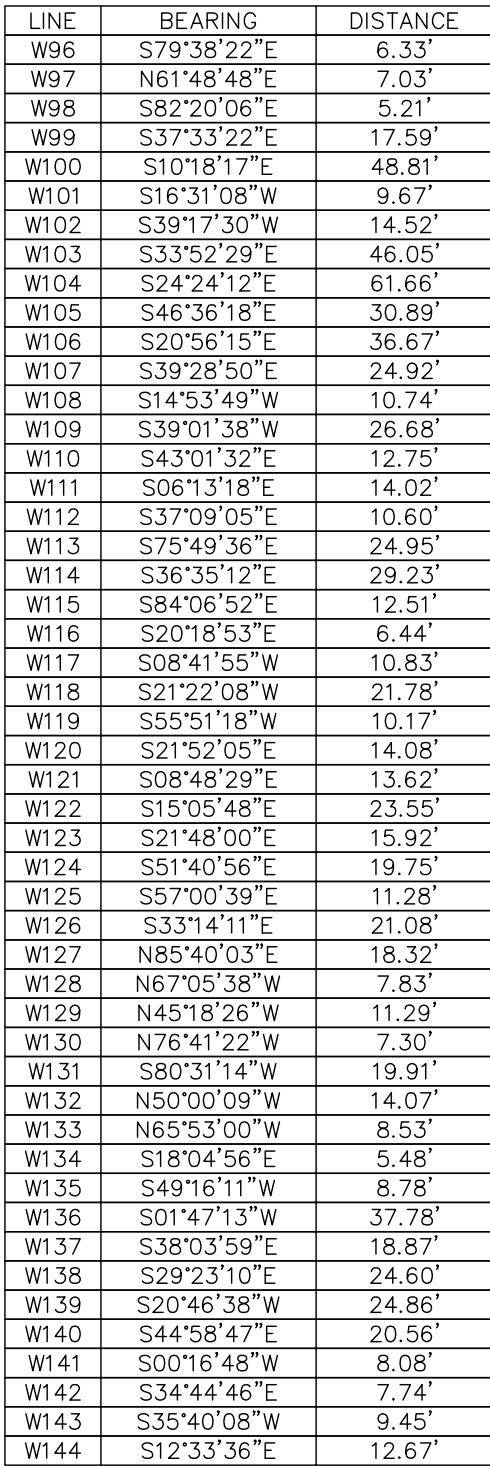 LINE BEARING DISTANCE
W96 S79°38'22"E 6.33'
W97 N61°48'48"E 7.03'
W98 S82°20'06"E 5.21'
W99 S37°33'22"E 17.59'
W100 S10°18'17"E 48.81'
W101 S16°31'08"W 9.67'
W102 S39°17'30"W 14.52'
W103 S33°52'29"E 46.05'
W104 S24°24'12"E 61.66'
W105 S46°36'18"E 30.89'
W106 S20°56'15"E 36.67'
W107 S39°28'50"E 24.92'
W108 S14°53'49"W 10.74'
W109 S39°01'38"W 26.68'
W110 S43°01'32"E 12.75'
W111 S06°13'18"E 14.02'
W112 S37°09'05"E 10.60'
W113 S75°49'36"E 24.95'
W114 S36°35'12"E 29.23'
W115 S84°06'52"E 12.51'
W116 S20°18'53"E 6.44'
W117 S08°41'55"W 10.83'
W118 S21°22'08"W 21.78'
W119 S55°51'18"W 10.17'
W120 S21°52'05"E 14.08'
W121 S08°48'29"E 13.62'
W122 S15°05'48"E 23.55'
W123 S21°48'00"E 15.92'
W124 S51°40'56"E 19.75'
W125 S57°00'39"E 11.28'
W126 S33°14'11"E 21.08'
W127 N85°40'03"E 18.32'
W128 N67°05'38"W 7.83'
W129 N45°18'26"W 11.29'
W130 N76°41'22"W 7.30'
W131 S80°31'14"W 19.91'
W132 N50°00'09"W 14.07'
W133 N65°53'00"W 8.53'
W134 S18°04'56"E 5.48'
W135 S49°16'11"W 8.78'
W136 S01°47'13"W 37.78'
W137 S38°03'59"E 18.87'
W138 S29°23'10"E 24.60'
W139 S20°46'38"W 24.86'
W140 S44°58'47"E 20.56'
W141 S00°16'48"W 8.08'
W142 S34°44'46"E 7.74'
W143 S35°40'08"W 9.45'
W144 S12°33'36"E 12.67'